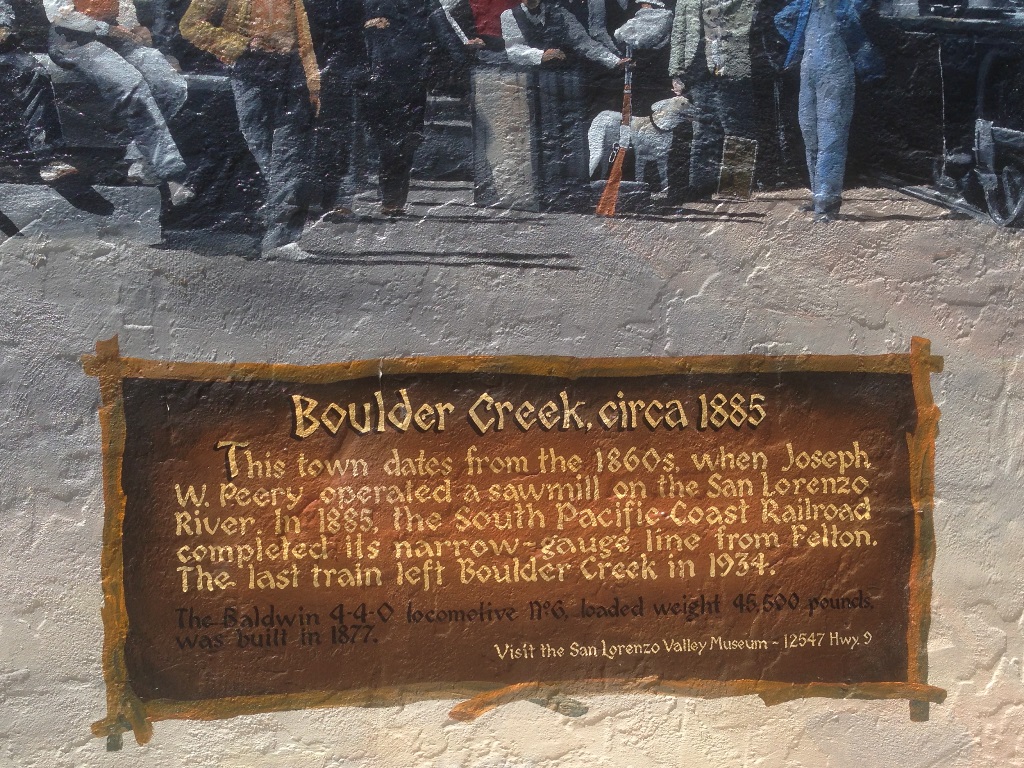 Boulder Creek, circa 1885
This town dates from the 1860s, when Joseph
W. Peery operated a sawmill on the San Lorenzo
River. In 1885, the South Pacific Coast Railroad
completed its narrow-gauge line from Felton.
The last train left Boulder Creek in 1934.
The Baldwin 4-4-0 locomotive Nº6, loaded weight 45,500 pounds,
was built in 1877.
Visit the San Lorenzo Valley Museum - 12547 Hwy. 9